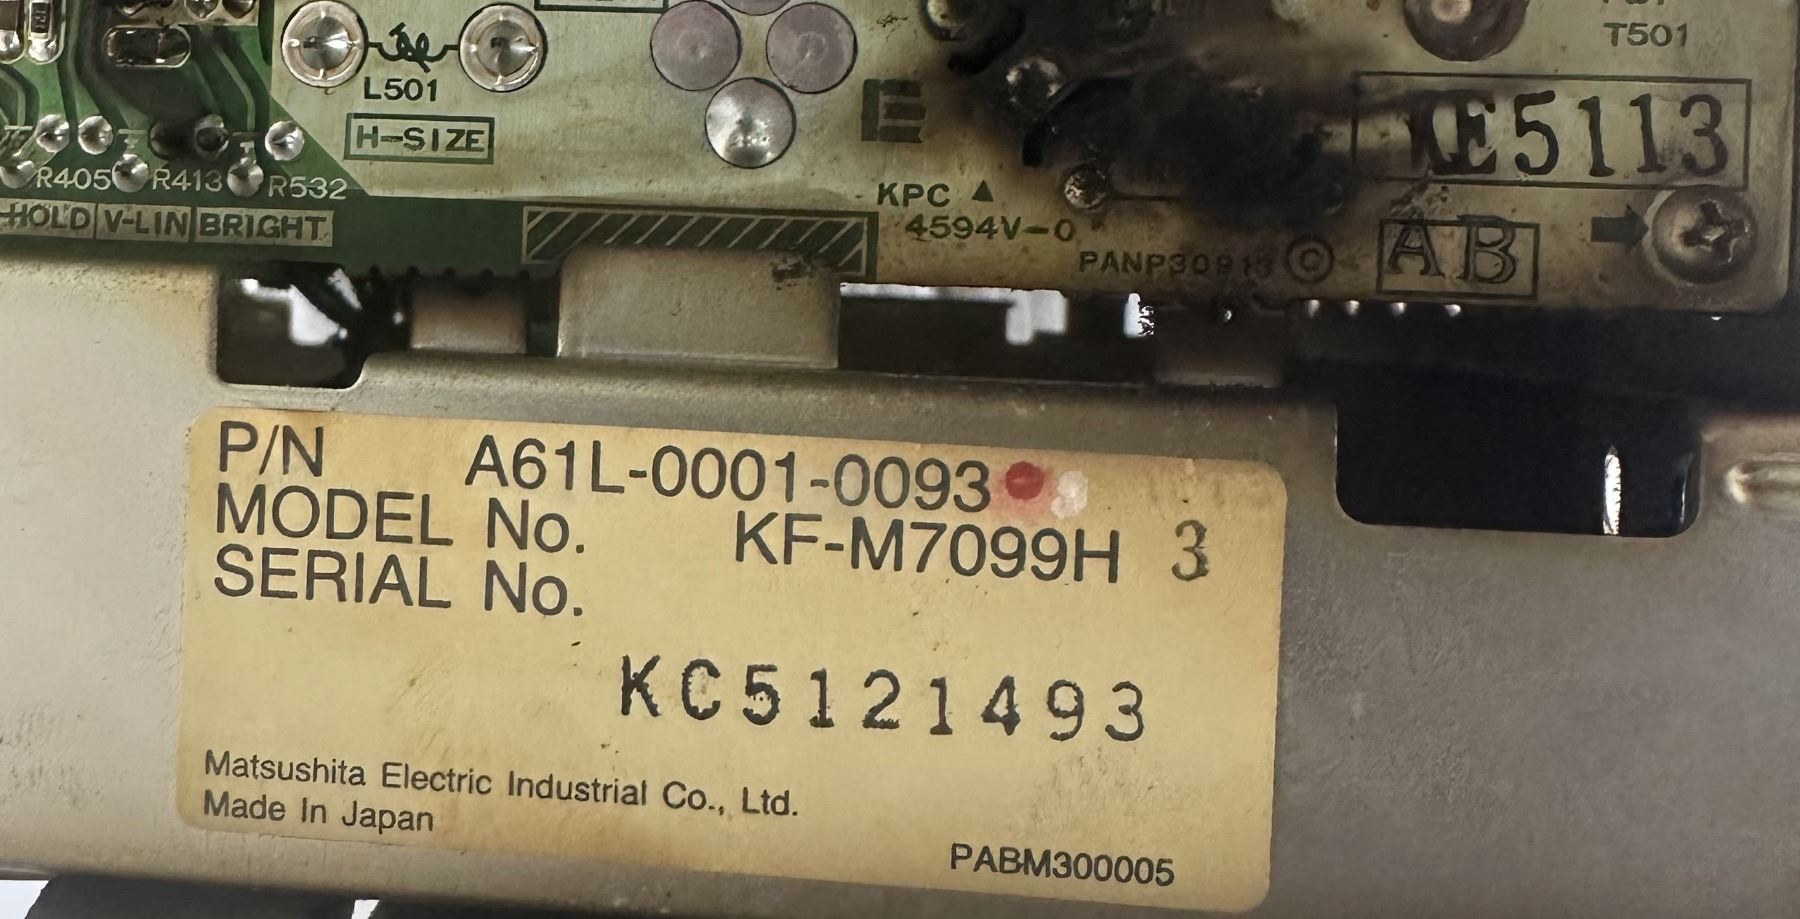 T501
L501
H-SIZE
E
KE5113
R405 R413 R532
HOLD V-LIN BRIGHT
KPC ▲
4594V-0
PANP30913 ©
AB
P/N A61L-0001-0093
MODEL No. KF-M7099H 3
SERIAL No.
KC5121493
Matsushita Electric Industrial Co., Ltd.
Made In Japan
PABM300005